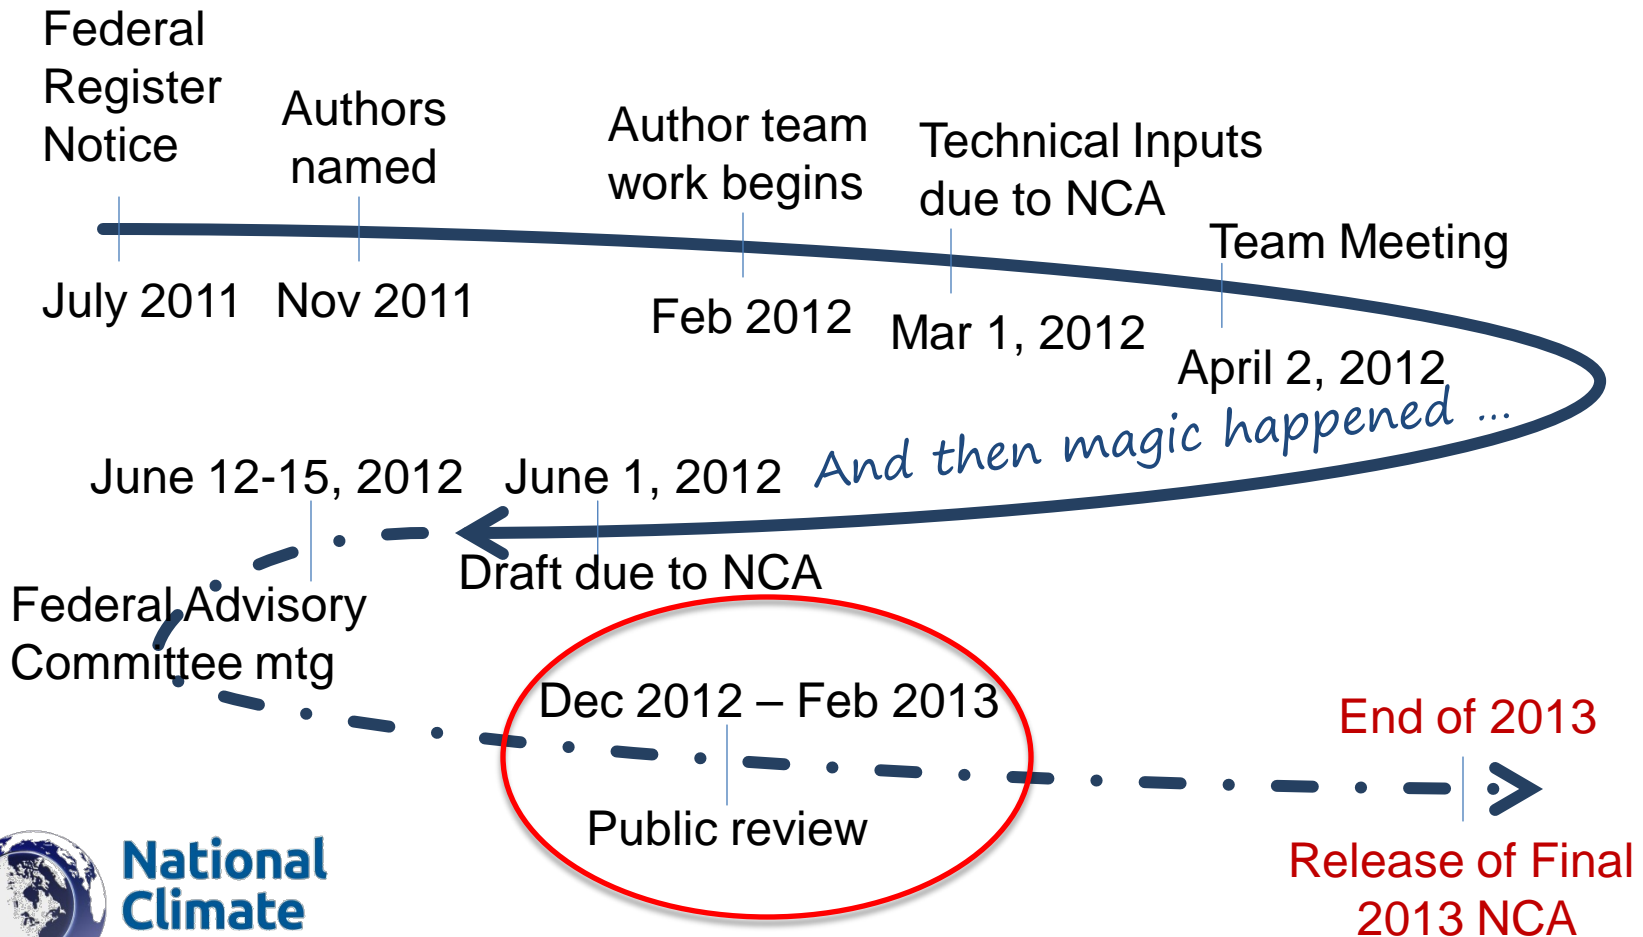 Federal
Register
Notice
Authors
named
Author team
work begins
Technical Inputs
due to NCA
Team Meeting
July 2011
Nov 2011
Feb 2012
Mar 1, 2012
April 2, 2012
And then magic happened ...
June 12-15, 2012
June 1, 2012
Draft due to NCA
Federal Advisory
Committee mtg
Dec 2012 – Feb 2013
Public review
End of 2013
Release of Final
2013 NCA
National
Climate